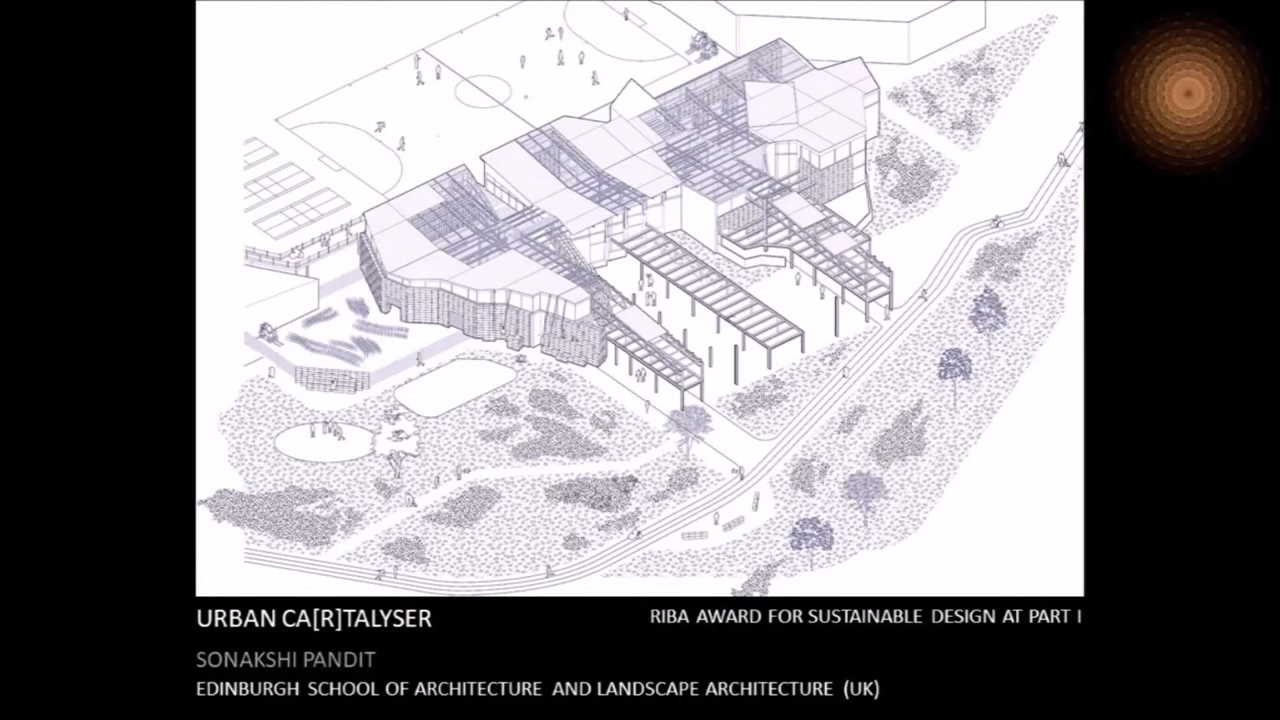 URBAN CA[R]TALYSER
RIBA AWARD FOR SUSTAINABLE DESIGN AT PART I
SONAKSHI PANDIT
EDINBURGH SCHOOL OF ARCHITECTURE AND LANDSCAPE ARCHITECTURE (UK)